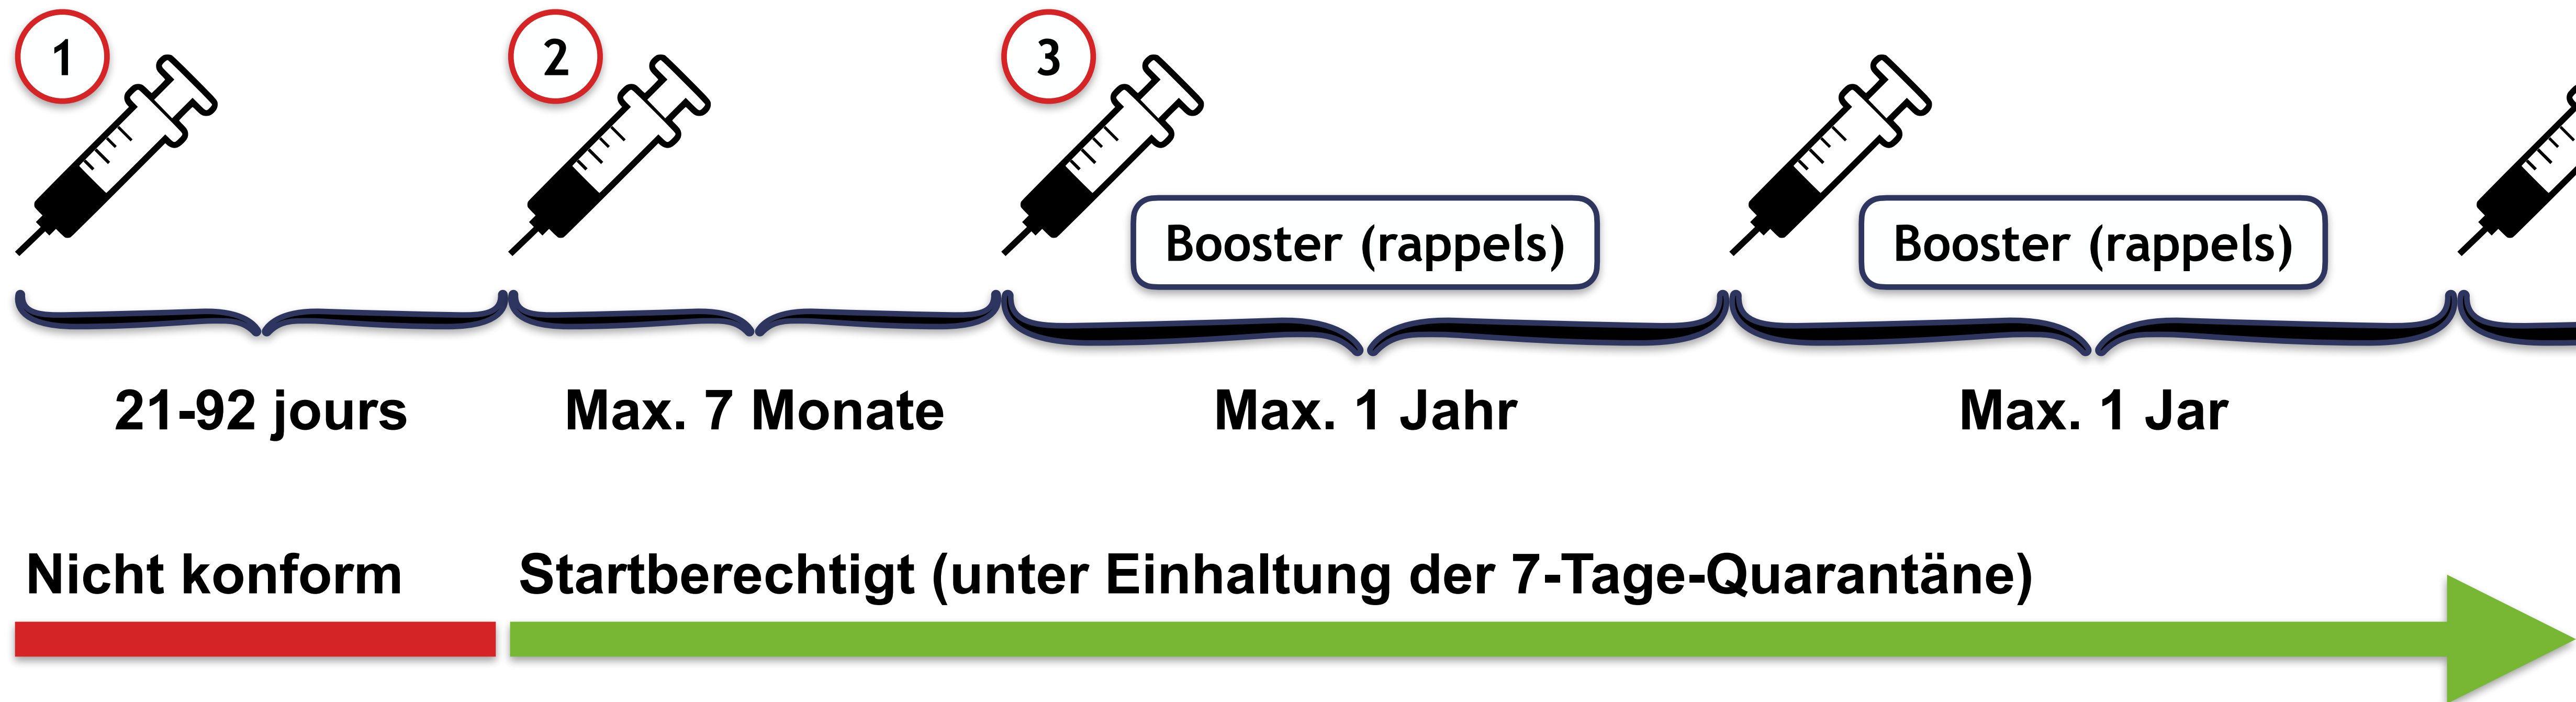 1
2
3
Booster (rappels)
Booster (rappels)
21-92 jours
Max. 7 Monate
Max. 1 Jahr
Max. 1 Jar
Nicht konform
Startberechtigt (unter Einhaltung der 7-Tage-Quarantäne)